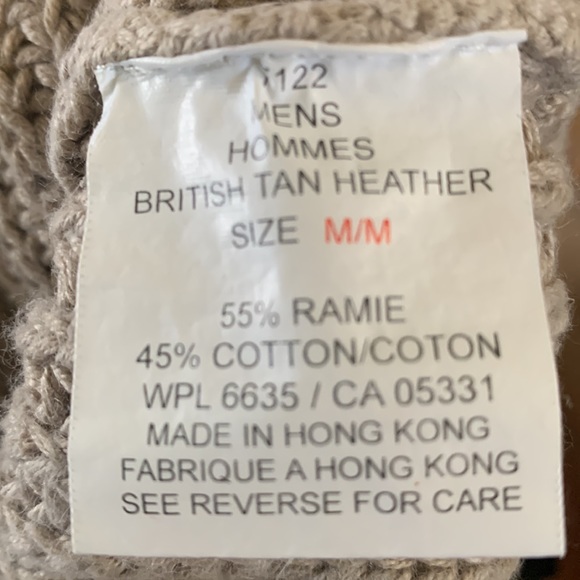 122
MENS
HOMMES
BRITISH TAN HEATHER
SIZE M/M
55% RAMIE
45% COTTON/COTON
WPL 6635 / CA 05331
MADE IN HONG KONG
FABRIQUE A HONG KONG
SEE REVERSE FOR CARE